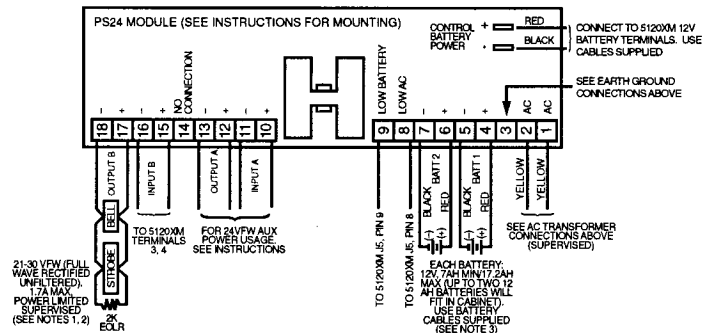 PS24 MODULE (SEE INSTRUCTIONS FOR MOUNTING)
CONTROL
BATTERY
POWER
+
RED
-
BLACK
CONNECT TO 5120XM 12V
BATTERY TERMINALS. USE
CABLES SUPPLIED
SEE EARTH GROUND
CONNECTIONS ABOVE
NO
CONNECTION
LOW BATTERY
LOW AC
- + - + - + - +
- + - + AC AC
18 17 16 15 14 13 12 11 10
9 8 7 6 5 4 3 2 1
OUTPUT B
INPUT B
OUTPUT A
INPUT A
BELL
STROBE
TO 5120XM
TERMINALS
3, 4
FOR 24VFW AUX
POWER USAGE.
SEE INSTRUCTIONS
21-30 VFW (FULL
WAVE RECTIFIED
UNFILTERED).
1.7A MAX,
POWER LIMITED
SUPERVISED
(SEE NOTES 1, 2)
2K
EOLR
TO 5120XM J5, PIN 9
TO 5120XM J5, PIN 8
BLACK
BATT 2
RED
(-) (+)
BLACK
BATT 1
RED
(-) (+)
YELLOW
YELLOW
SEE AC TRANSFORMER
CONNECTIONS ABOVE
(SUPERVISED)
EACH BATTERY:
12V, 7AH MIN/17.2AH
MAX (UP TO TWO 12
AH BATTERIES WILL
FIT IN CABINET).
USE BATTERY
CABLES SUPPLIED
(SEE NOTE 3)